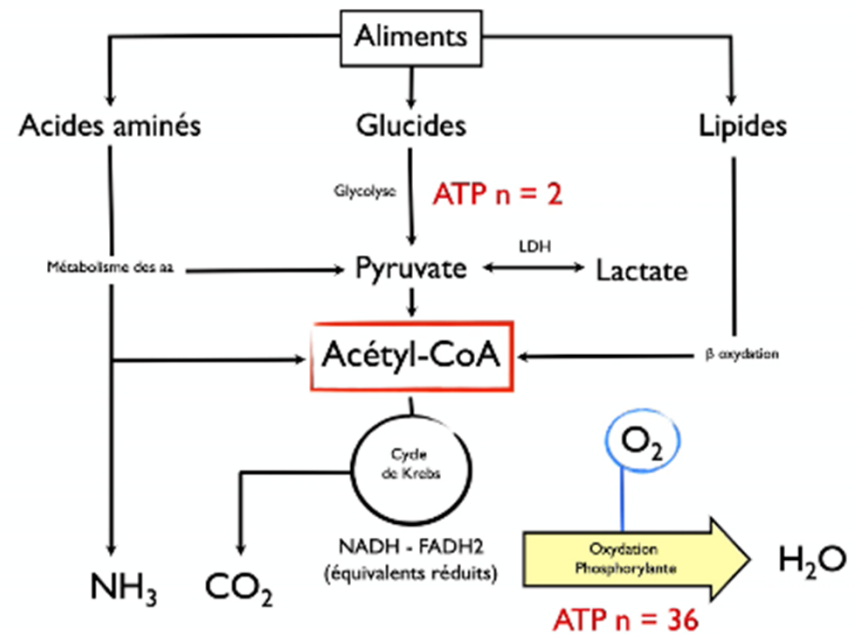 Aliments
Acides aminés
Glucides
Lipides
Glycolyse
ATP n = 2
Métabolisme des aa
Pyruvate
LDH
Lactate
Acétyl-CoA
β oxydation
Cycle
de Krebs
O₂
NADH - FADH2
(équivalents réduits)
Oxydation
Phosphorylante
H₂O
NH₃
CO₂
ATP n = 36